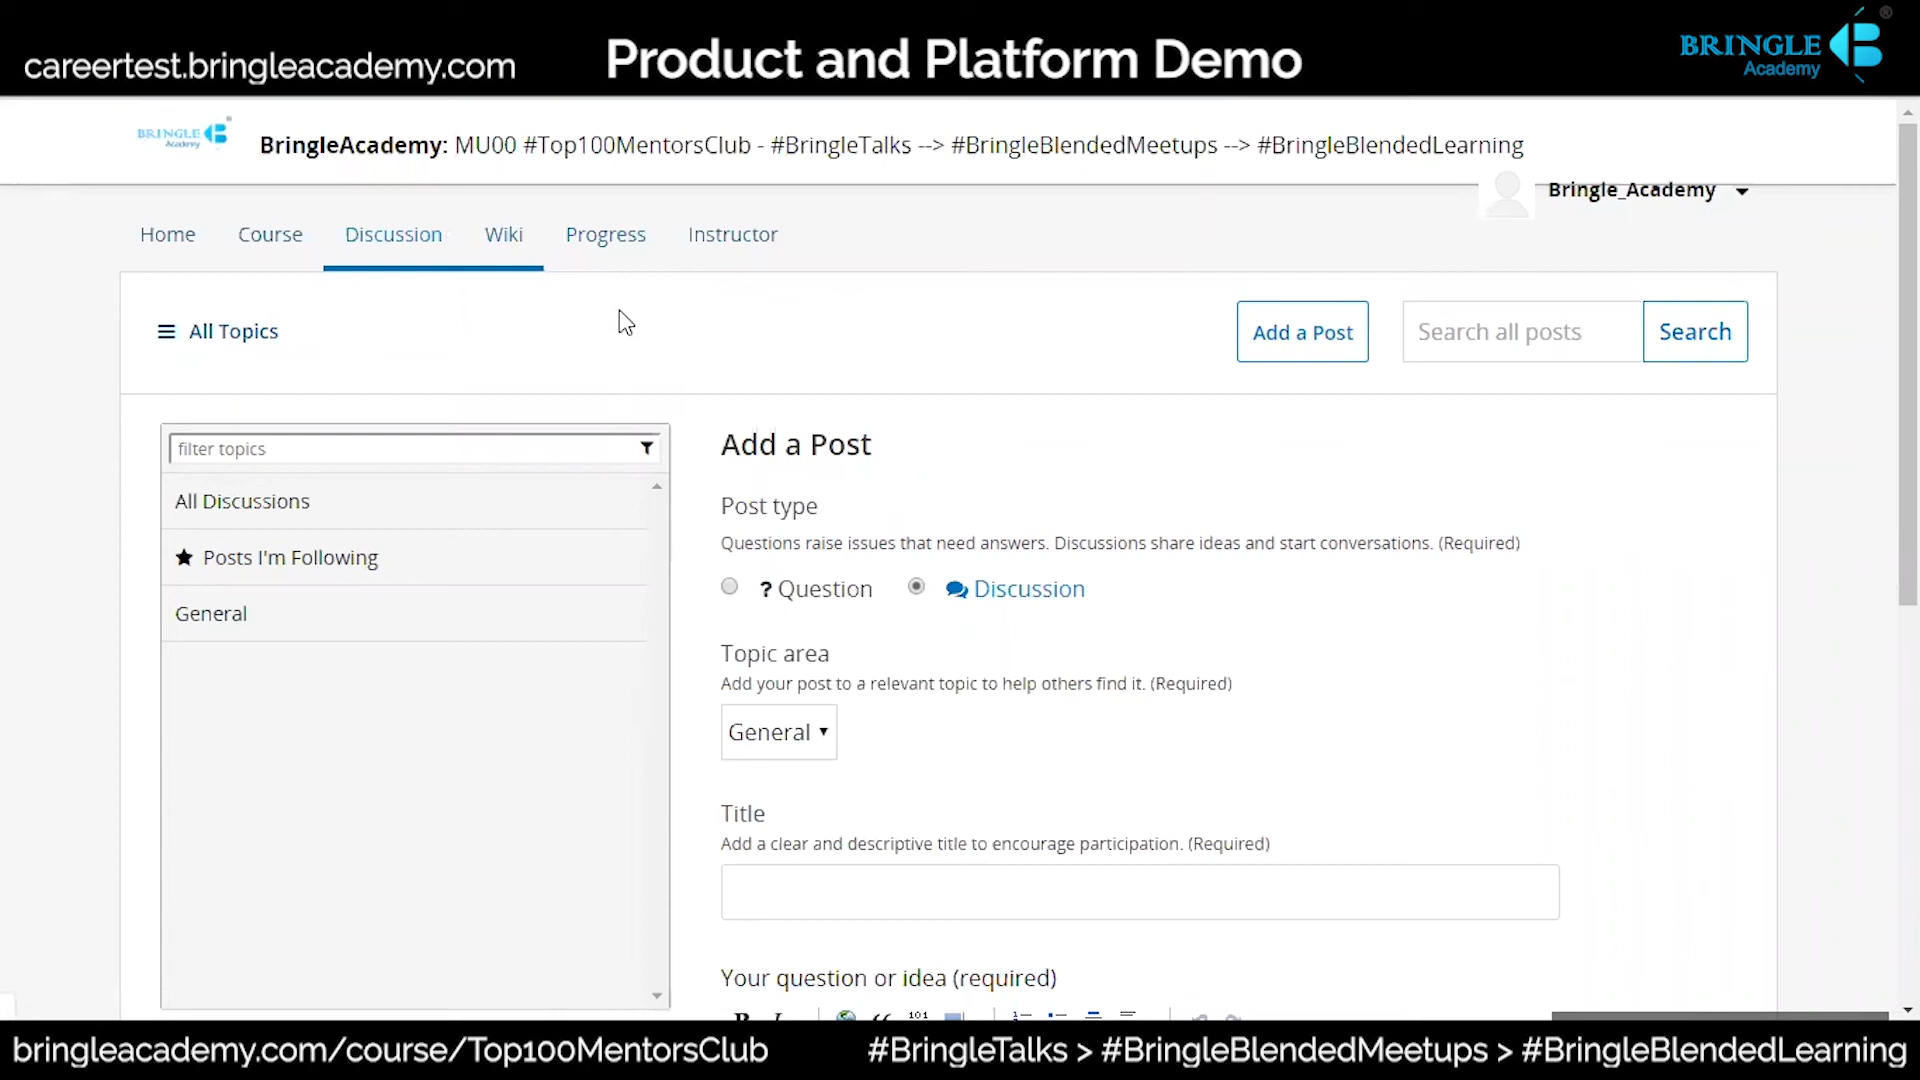 careertest.bringleacademy.com
Product and Platform Demo
BRINGLE
Academy
®
BRINGLE
Academy
®
BringleAcademy: MU00 #Top100MentorsClub - #BringleTalks --> #BringleBlendedMeetups --> #BringleBlendedLearning
Bringle_Academy
Home Course Discussion Wiki Progress Instructor
All Topics
Add a Post
Search all posts
Search
filter topics
All Discussions
Posts I'm Following
General
Add a Post
Post type
Questions raise issues that need answers. Discussions share ideas and start conversations. (Required)
? Question Discussion
Topic area
Add your post to a relevant topic to help others find it. (Required)
General
Title
Add a clear and descriptive title to encourage participation. (Required)
Your question or idea (required)
bringleacademy.com/course/Top100MentorsClub
#BringleTalks > #BringleBlendedMeetups > #BringleBlendedLearning